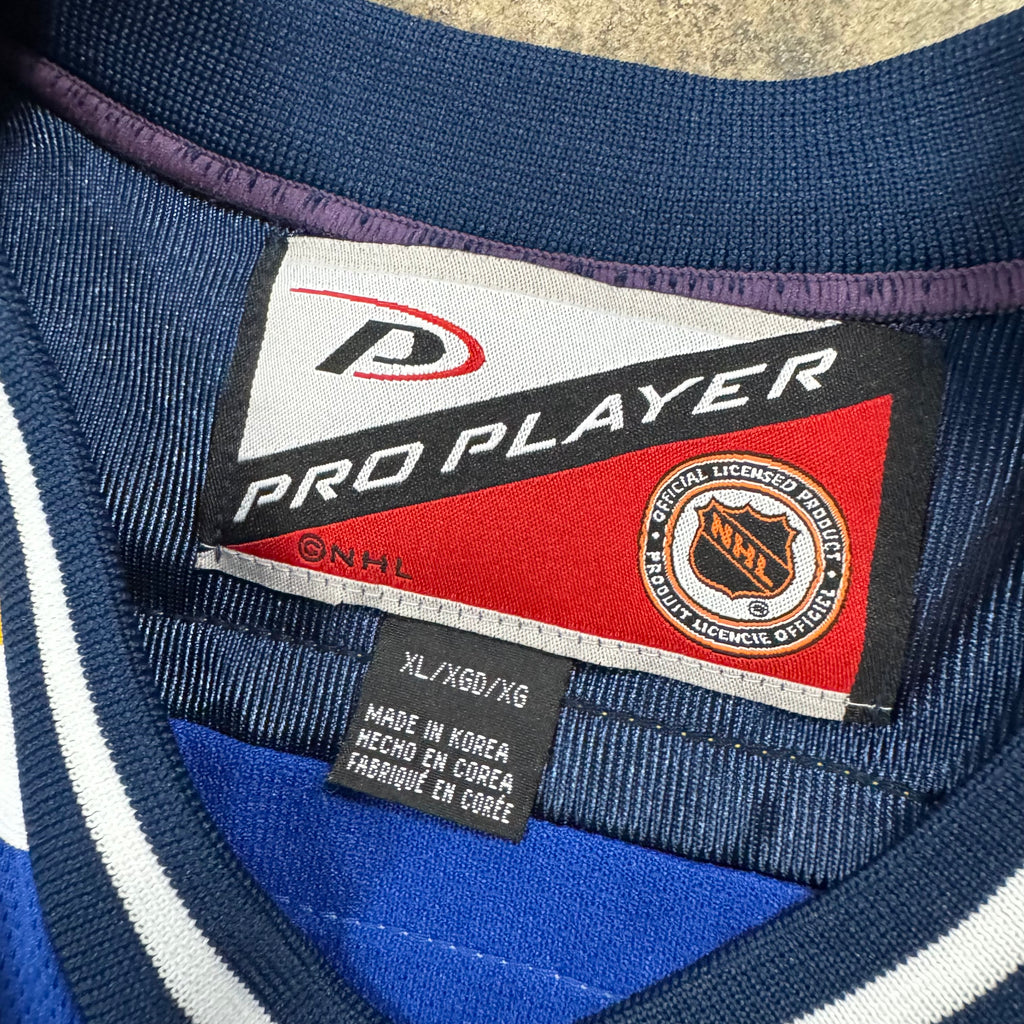 P
PRO PLAYER
©NHL
OFFICIAL LICENSED PRODUCT
NHL
®
PRODUIT LICENCIE OFFICIEL
XL/XGD/XG
MADE IN KOREA
HECHO EN COREA
FABRIQUÉ EN CORÉE